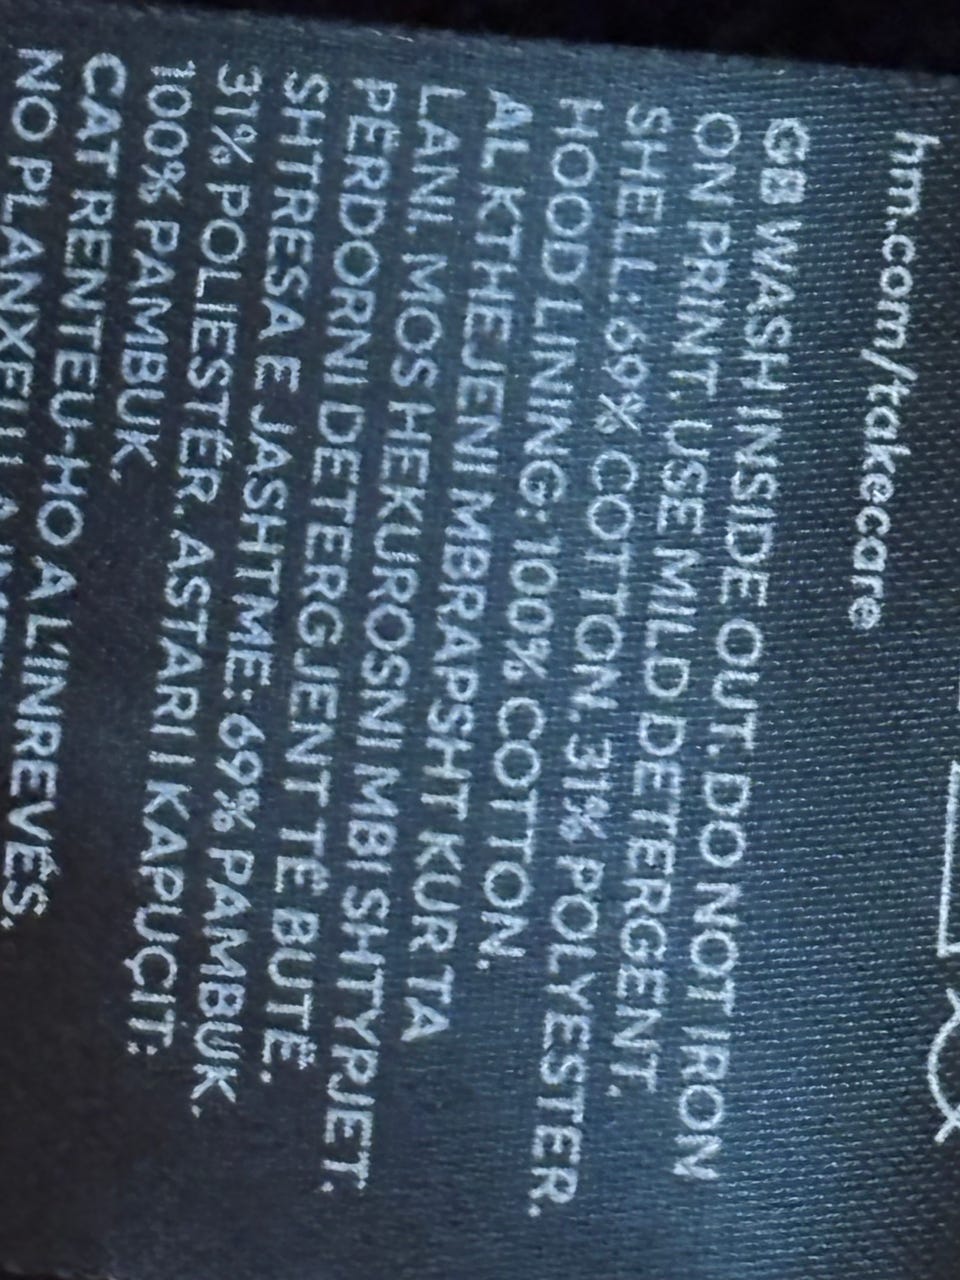 hm.com/takecare
GB WASH INSIDE OUT. DO NOT IRON
ON PRINT. USE MILD DETERGENT.
SHELL: 69% COTTON. 31% POLYESTER.
HOOD LINING: 100% COTTON.
AL KTHEJENI MBRAPSHT KUR TA
LANI. MOS HEKUROSNI MBI SHTYPJET.
PËRDORNI DETERGJENT TË BUTË.
SHTRESA E JASHTME: 69% PAMBUK.
31% POLIESTËR. ASTARI I KAPUÇIT:
100% PAMBUK.
CAT RENTEU-HO A L'INREVÉS.
NO PLANXEU